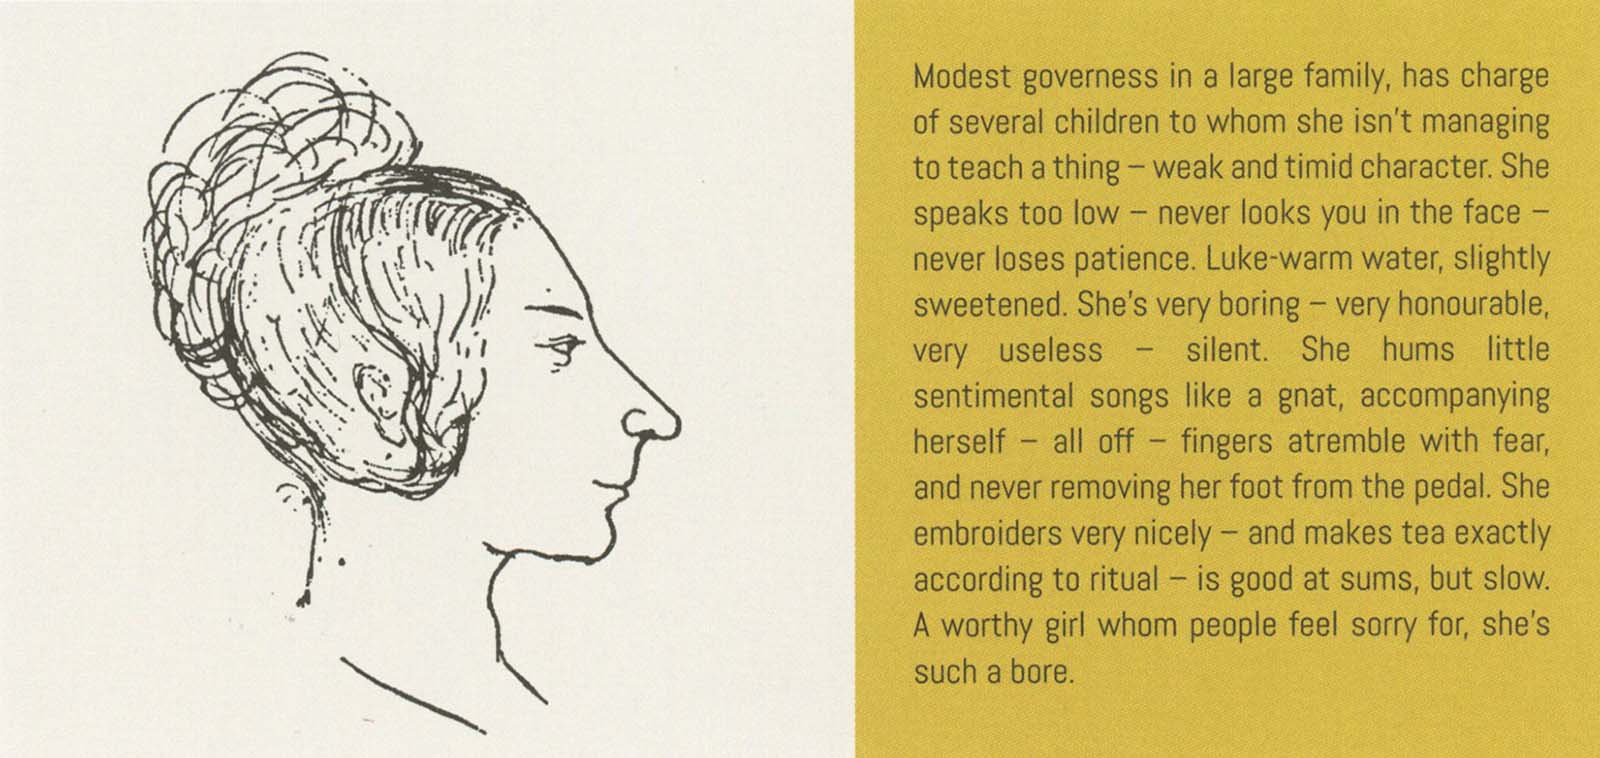 Modest governess in a large family, has charge
of several children to whom she isn't managing
to teach a thing – weak and timid character. She
speaks too low – never looks you in the face –
never loses patience. Luke-warm water, slightly
sweetened. She's very boring – very honourable,
very useless – silent. She hums little
sentimental songs like a gnat, accompanying
herself – all off – fingers atremble with fear,
and never removing her foot from the pedal. She
embroiders very nicely – and makes tea exactly
according to ritual – is good at sums, but slow.
A worthy girl whom people feel sorry for, she's
such a bore.